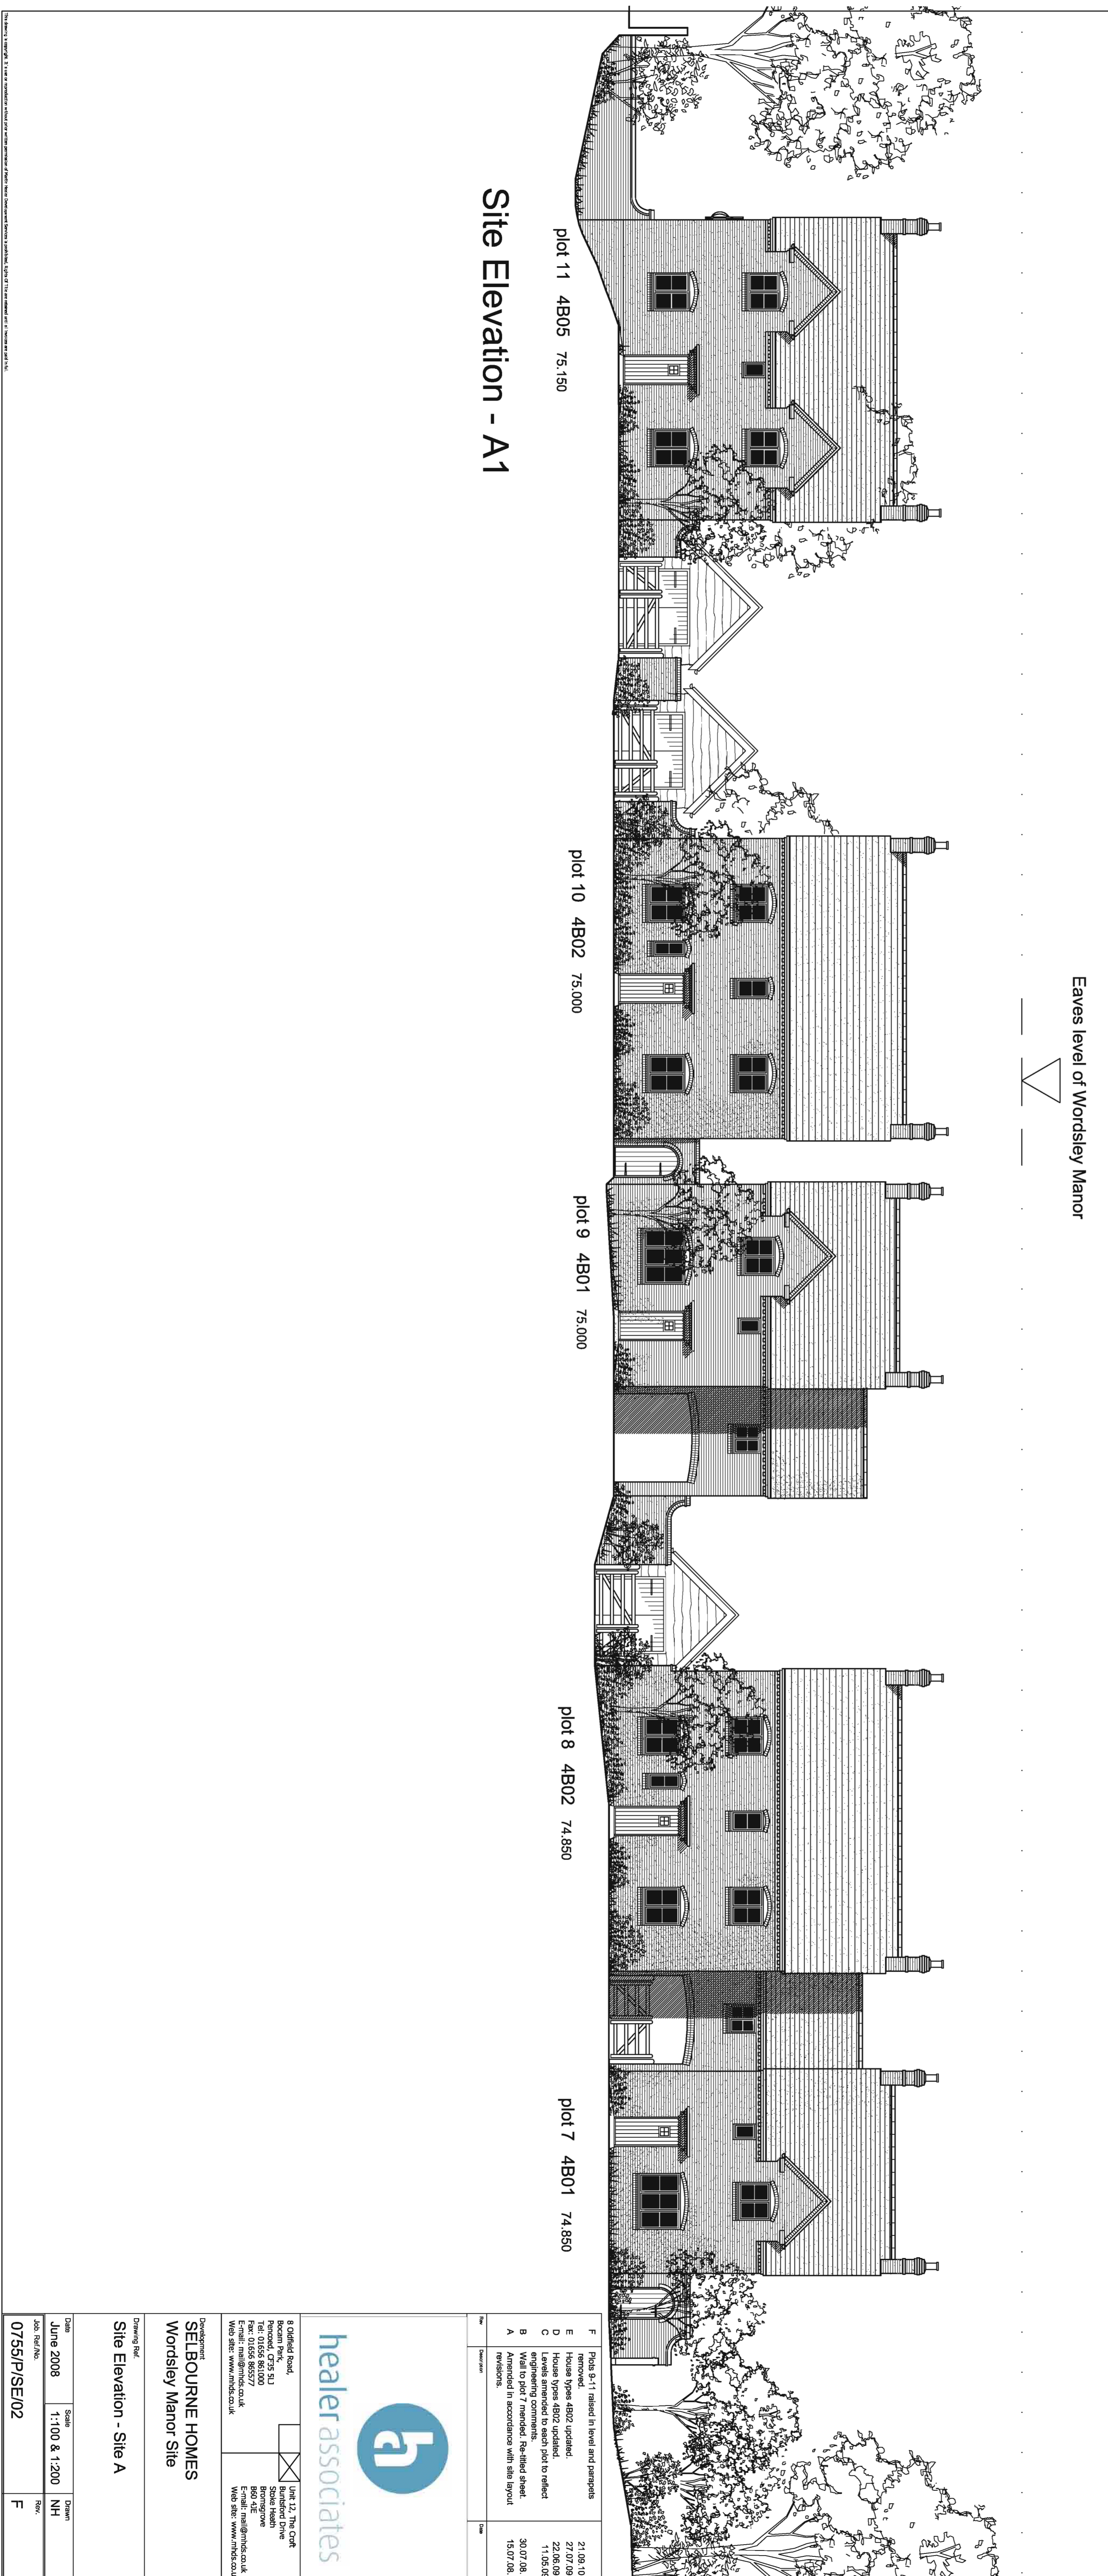 Eaves level of Wordsley Manor
plot 11 4B05 75.150
plot 10 4B02 75.000
plot 9 4B01 75.000
plot 8 4B02 74.850
plot 7 4B01 74.850
Site Elevation - A1
F Plots 9-11 raised in level and parapets 21.09.10
removed.
E House types 4B02 updated. 27.07.09
D House types 4B02 updated. 22.06.09
C Levels amended to each plot to reflect 11.05.09
engineering comments.
B Wall to plot 7 mended. Re-titled sheet. 30.07.08.
A Amended in accordance with site layout 15.07.08.
revisions.
Rev Description Date
healer associates
8 Oldfield Road,
Bocam Park,
Pencoed, CF35 5LJ
Tel: 01656 861000
Fax: 01656 865577
E-mail: mail@mhds.co.uk
Web site: www.mhds.co.uk
Unit 12, The Croft
Buntsford Drive
Stoke Heath
Bromsgrove
B60 4JE
E-mail: mail@mhds.co.uk
Web site: www.mhds.co.u
Development
SELBOURNE HOMES
Wordsley Manor Site
Drawing Ref.
Site Elevation - Site A
Date Scale Drawn
June 2008 1:100 & 1:200 NH
Job. Ref./No. Rev.
0755/P/SE/02 F